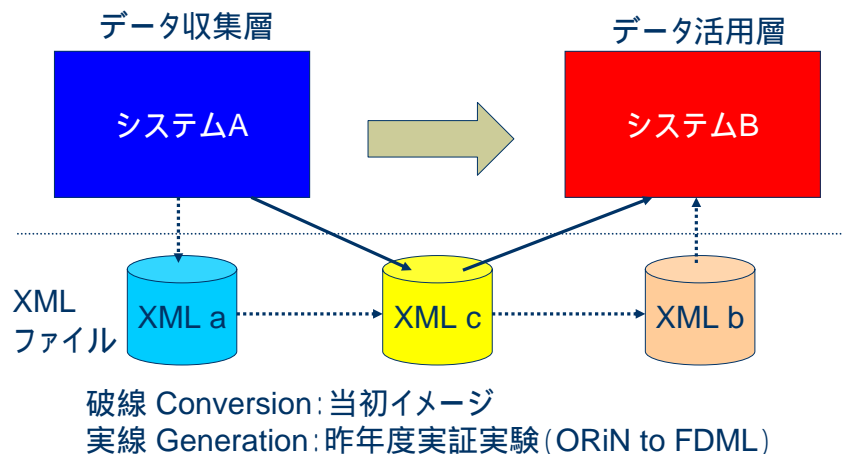 データ収集層
データ活用層
システムA
システムB
XML
ファイル
XML a
XML c
XML b
破線 Conversion:当初イメージ
実線 Generation:昨年度実証実験(ORiN to FDML)